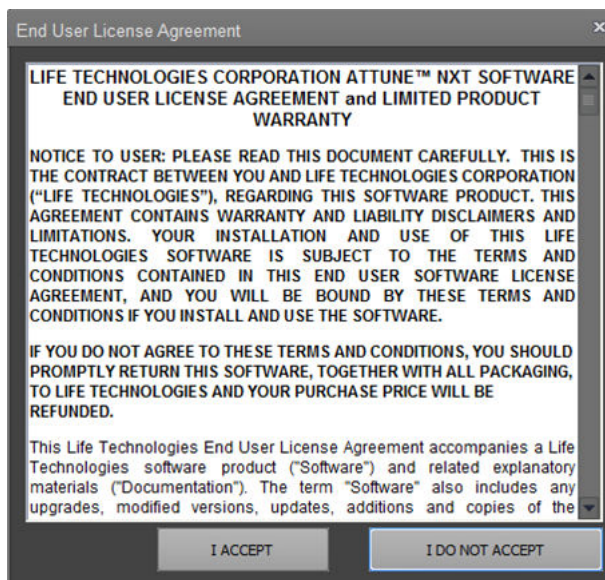 End User License Agreement
LIFE TECHNOLOGIES CORPORATION ATTUNE™ NXT SOFTWARE
END USER LICENSE AGREEMENT and LIMITED PRODUCT
WARRANTY
NOTICE TO USER: PLEASE READ THIS DOCUMENT CAREFULLY. THIS IS
THE CONTRACT BETWEEN YOU AND LIFE TECHNOLOGIES CORPORATION
("LIFE TECHNOLOGIES"), REGARDING THIS SOFTWARE PRODUCT. THIS
AGREEMENT CONTAINS WARRANTY AND LIABILITY DISCLAIMERS AND
LIMITATIONS. YOUR INSTALLATION AND USE OF THIS LIFE
TECHNOLOGIES SOFTWARE IS SUBJECT TO THE TERMS AND
CONDITIONS CONTAINED IN THIS END USER SOFTWARE LICENSE
AGREEMENT, AND YOU WILL BE BOUND BY THESE TERMS AND
CONDITIONS IF YOU INSTALL AND USE THE SOFTWARE.
IF YOU DO NOT AGREE TO THESE TERMS AND CONDITIONS, YOU SHOULD
PROMPTLY RETURN THIS SOFTWARE, TOGETHER WITH ALL PACKAGING,
TO LIFE TECHNOLOGIES AND YOUR PURCHASE PRICE WILL BE
REFUNDED.
This Life Technologies End User License Agreement accompanies a Life
Technologies software product ("Software") and related explanatory
materials ("Documentation"). The term "Software" also includes any
upgrades, modified versions, updates, additions and copies of the
I ACCEPT
I DO NOT ACCEPT